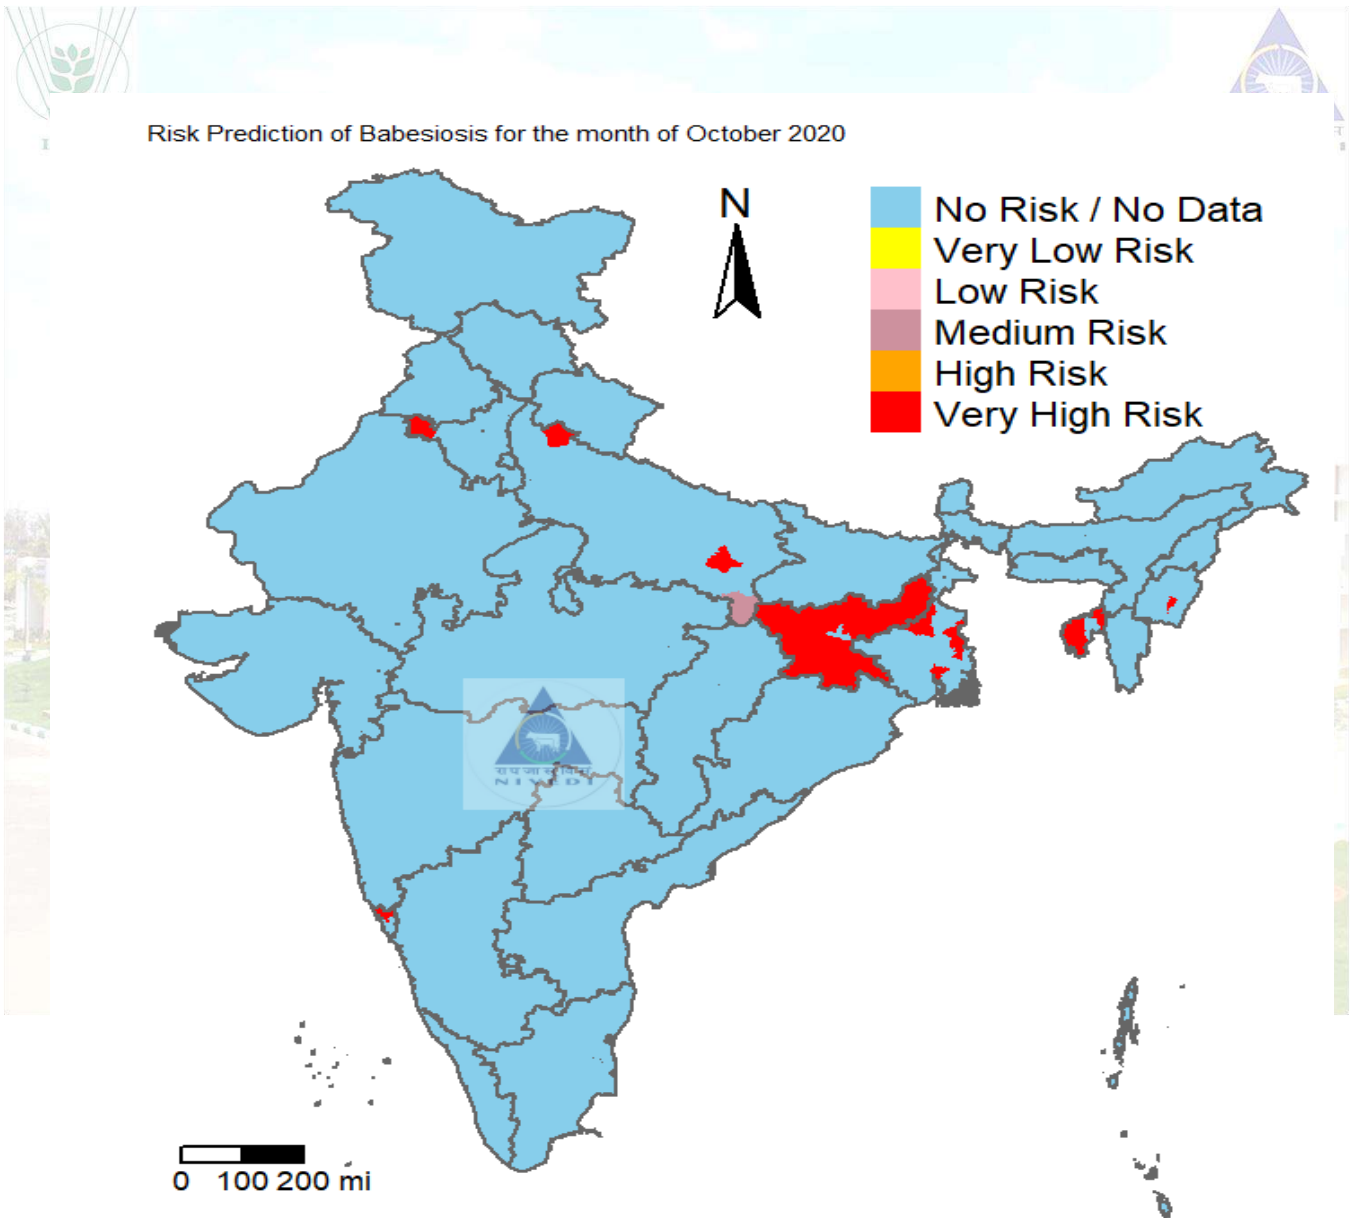 Risk Prediction of Babesiosis for the month of October 2020
N
No Risk / No Data
Very Low Risk
Low Risk
Medium Risk
High Risk
Very High Risk
NIVEDI
0 100 200 mi